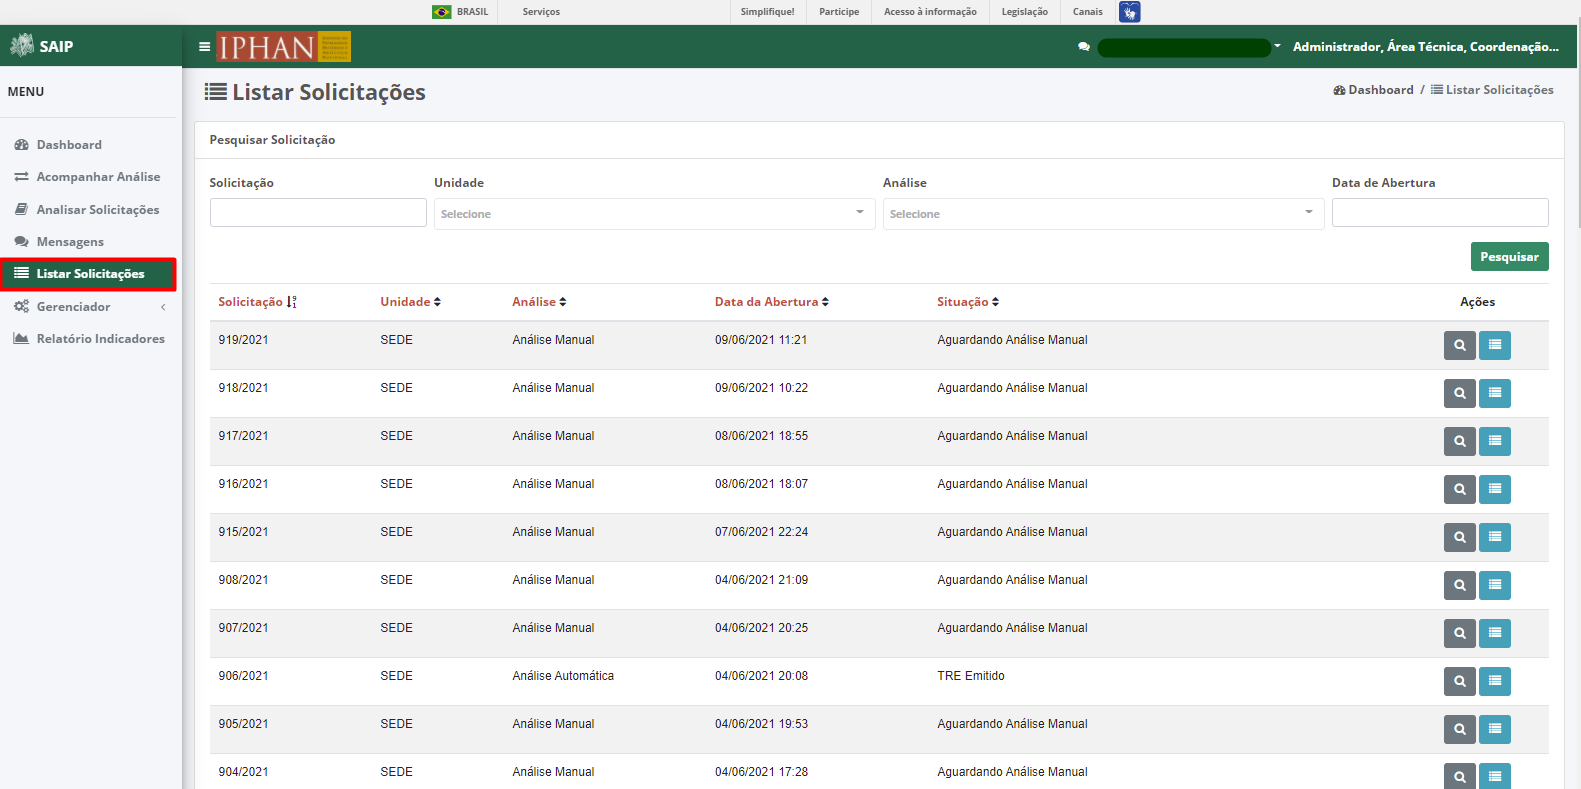 BRASIL Serviços Simplifique! Participe Acesso à informação Legislação Canais
SAIP IPHAN Administrador, Área Técnica, Coordenação...
MENU
Dashboard
Acompanhar Análise
Analisar Solicitações
Mensagens
Listar Solicitações
Gerenciador
Relatório Indicadores
Listar Solicitações Dashboard / Listar Solicitações
Pesquisar Solicitação
Solicitação Unidade Análise Data de Abertura
Selecione Selecione
Pesquisar
Solicitação Unidade Análise Data da Abertura Situação Ações
919/2021 SEDE Análise Manual 09/06/2021 11:21 Aguardando Análise Manual
918/2021 SEDE Análise Manual 09/06/2021 10:22 Aguardando Análise Manual
917/2021 SEDE Análise Manual 08/06/2021 18:55 Aguardando Análise Manual
916/2021 SEDE Análise Manual 08/06/2021 18:07 Aguardando Análise Manual
915/2021 SEDE Análise Manual 07/06/2021 22:24 Aguardando Análise Manual
908/2021 SEDE Análise Manual 04/06/2021 21:09 Aguardando Análise Manual
907/2021 SEDE Análise Manual 04/06/2021 20:25 Aguardando Análise Manual
906/2021 SEDE Análise Automática 04/06/2021 20:08 TRE Emitido
905/2021 SEDE Análise Manual 04/06/2021 19:53 Aguardando Análise Manual
904/2021 SEDE Análise Manual 04/06/2021 17:28 Aguardando Análise Manual